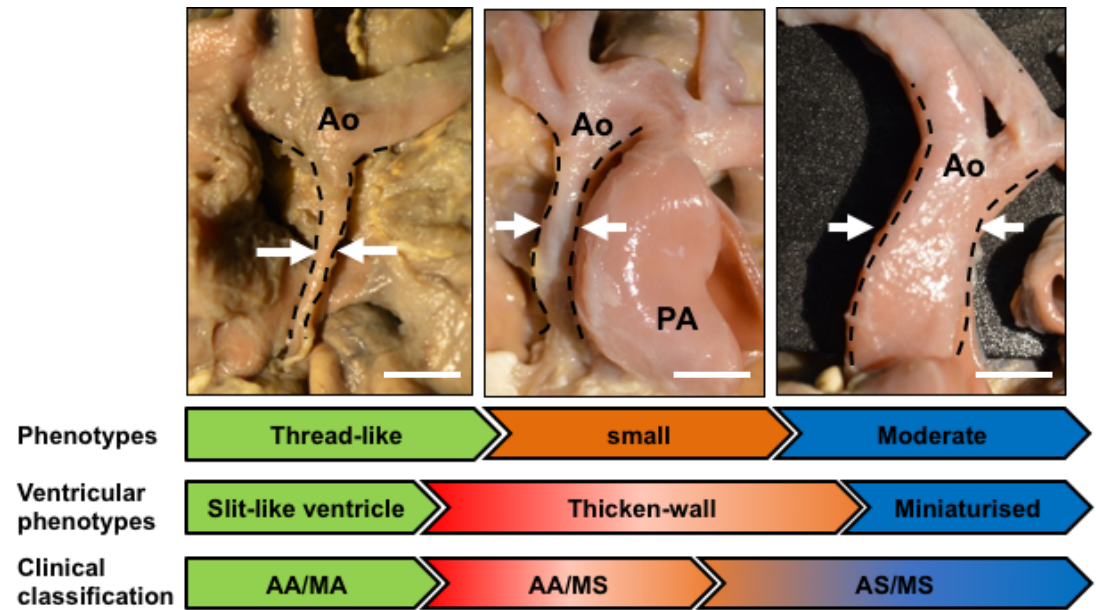 Ao
Ao
PA
Ao
Phenotypes
Thread-like
small
Moderate
Ventricular
phenotypes
Slit-like ventricle
Thicken-wall
Miniaturised
Clinical
classification
AA/MA
AA/MS
AS/MS